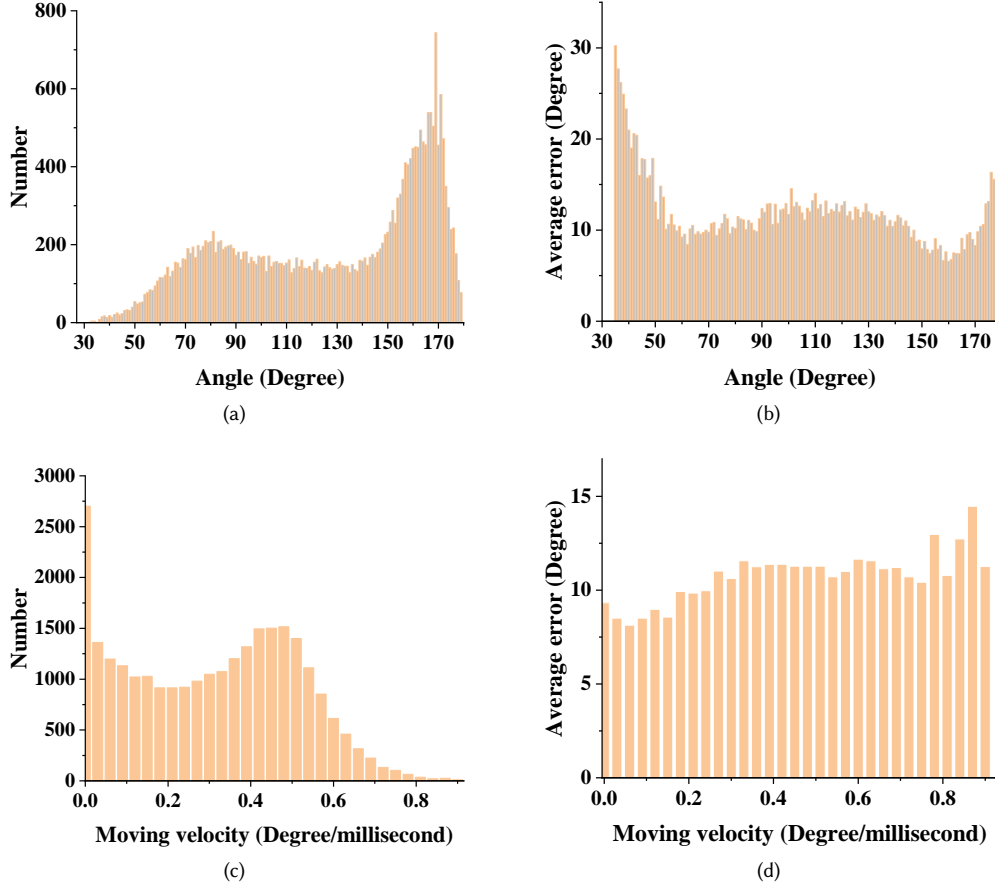 800
600
400
200
0
Number
30 50 70 90 110 130 150 170
Angle (Degree)
(a)
30
20
10
0
Average error (Degree)
30 50 70 90 110 130 150 170
Angle (Degree)
(b)
3000
2500
2000
1500
1000
500
0
Number
0.0 0.2 0.4 0.6 0.8
Moving velocity (Degree/millisecond)
(c)
15
10
5
0
Average error (Degree)
0.0 0.2 0.4 0.6 0.8
Moving velocity (Degree/millisecond)
(d)